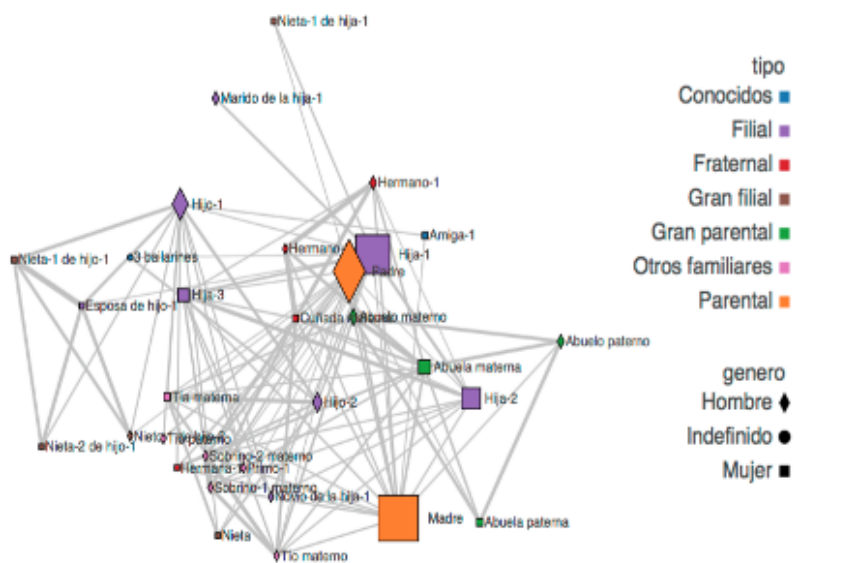 Nieta-1 de hija-1
Marido de la hija-1
Hermano-1
Hijo-1
Amiga-1
Hermano
Hija-1
3 bailarines
Nieta-1 de hijo-1
Padre
Hija-3
Esposa de hijo-1
Cuñada
Abuelo materno
Abuelo paterno
Abuela materna
Tia materna
Hijo-2
Hija-2
Nieta-2 de hijo-1
Sobrino-2 materno
Hermana-1
Primo-1
Sobrino-1 materno
Novio de la hija-1
Madre
Abuela paterna
Nieta
Tio materno
tipo
Conocidos
Filial
Fraternal
Gran filial
Gran parental
Otros familiares
Parental
genero
Hombre
Indefinido
Mujer